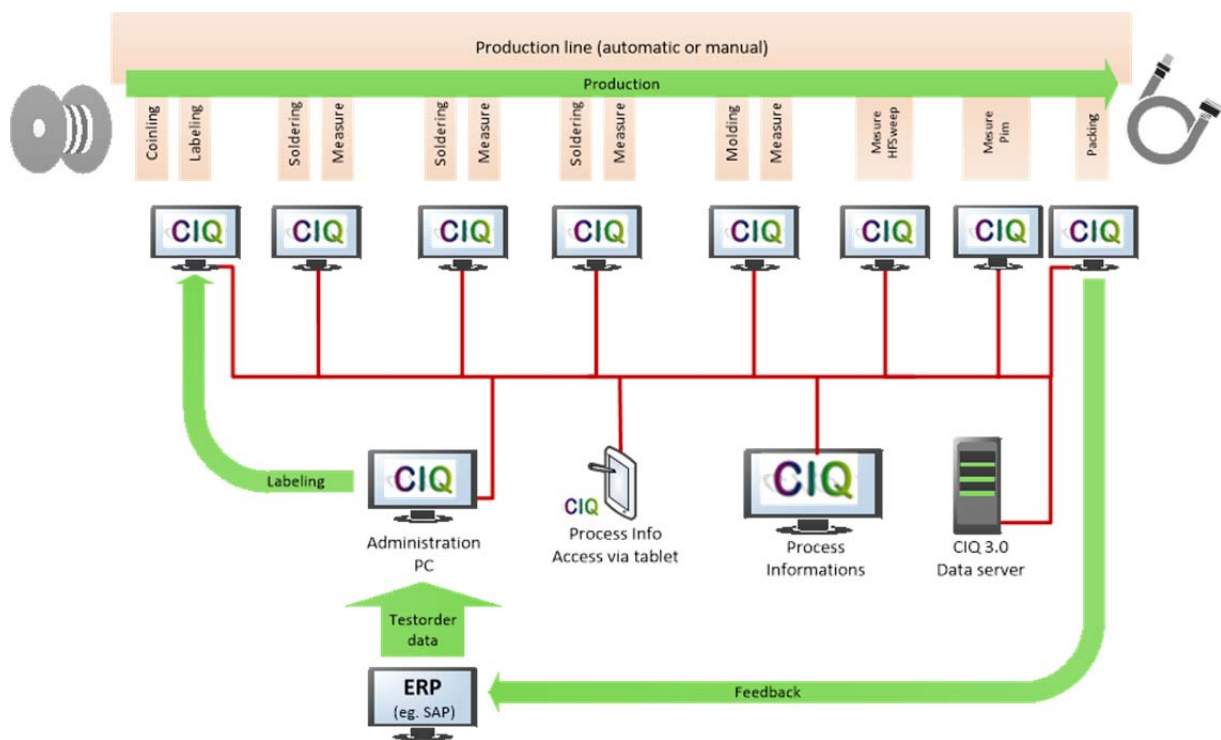 Production line (automatic or manual)
Production
Coinling
Labeling
Soldering
Measure
Soldering
Measure
Soldering
Measure
Molding
Measure
Mesure
HFSweep
Mesure
Pim
Packing
CIQ
CIQ
CIQ
CIQ
CIQ
CIQ
CIQ
CIQ
Labeling
CIQ
Administration
PC
CIQ
Process Info
Access via tablet
CIQ
Process
Informations
CIQ 3.0
Data server
Testorder
data
ERP
(eg. SAP)
Feedback